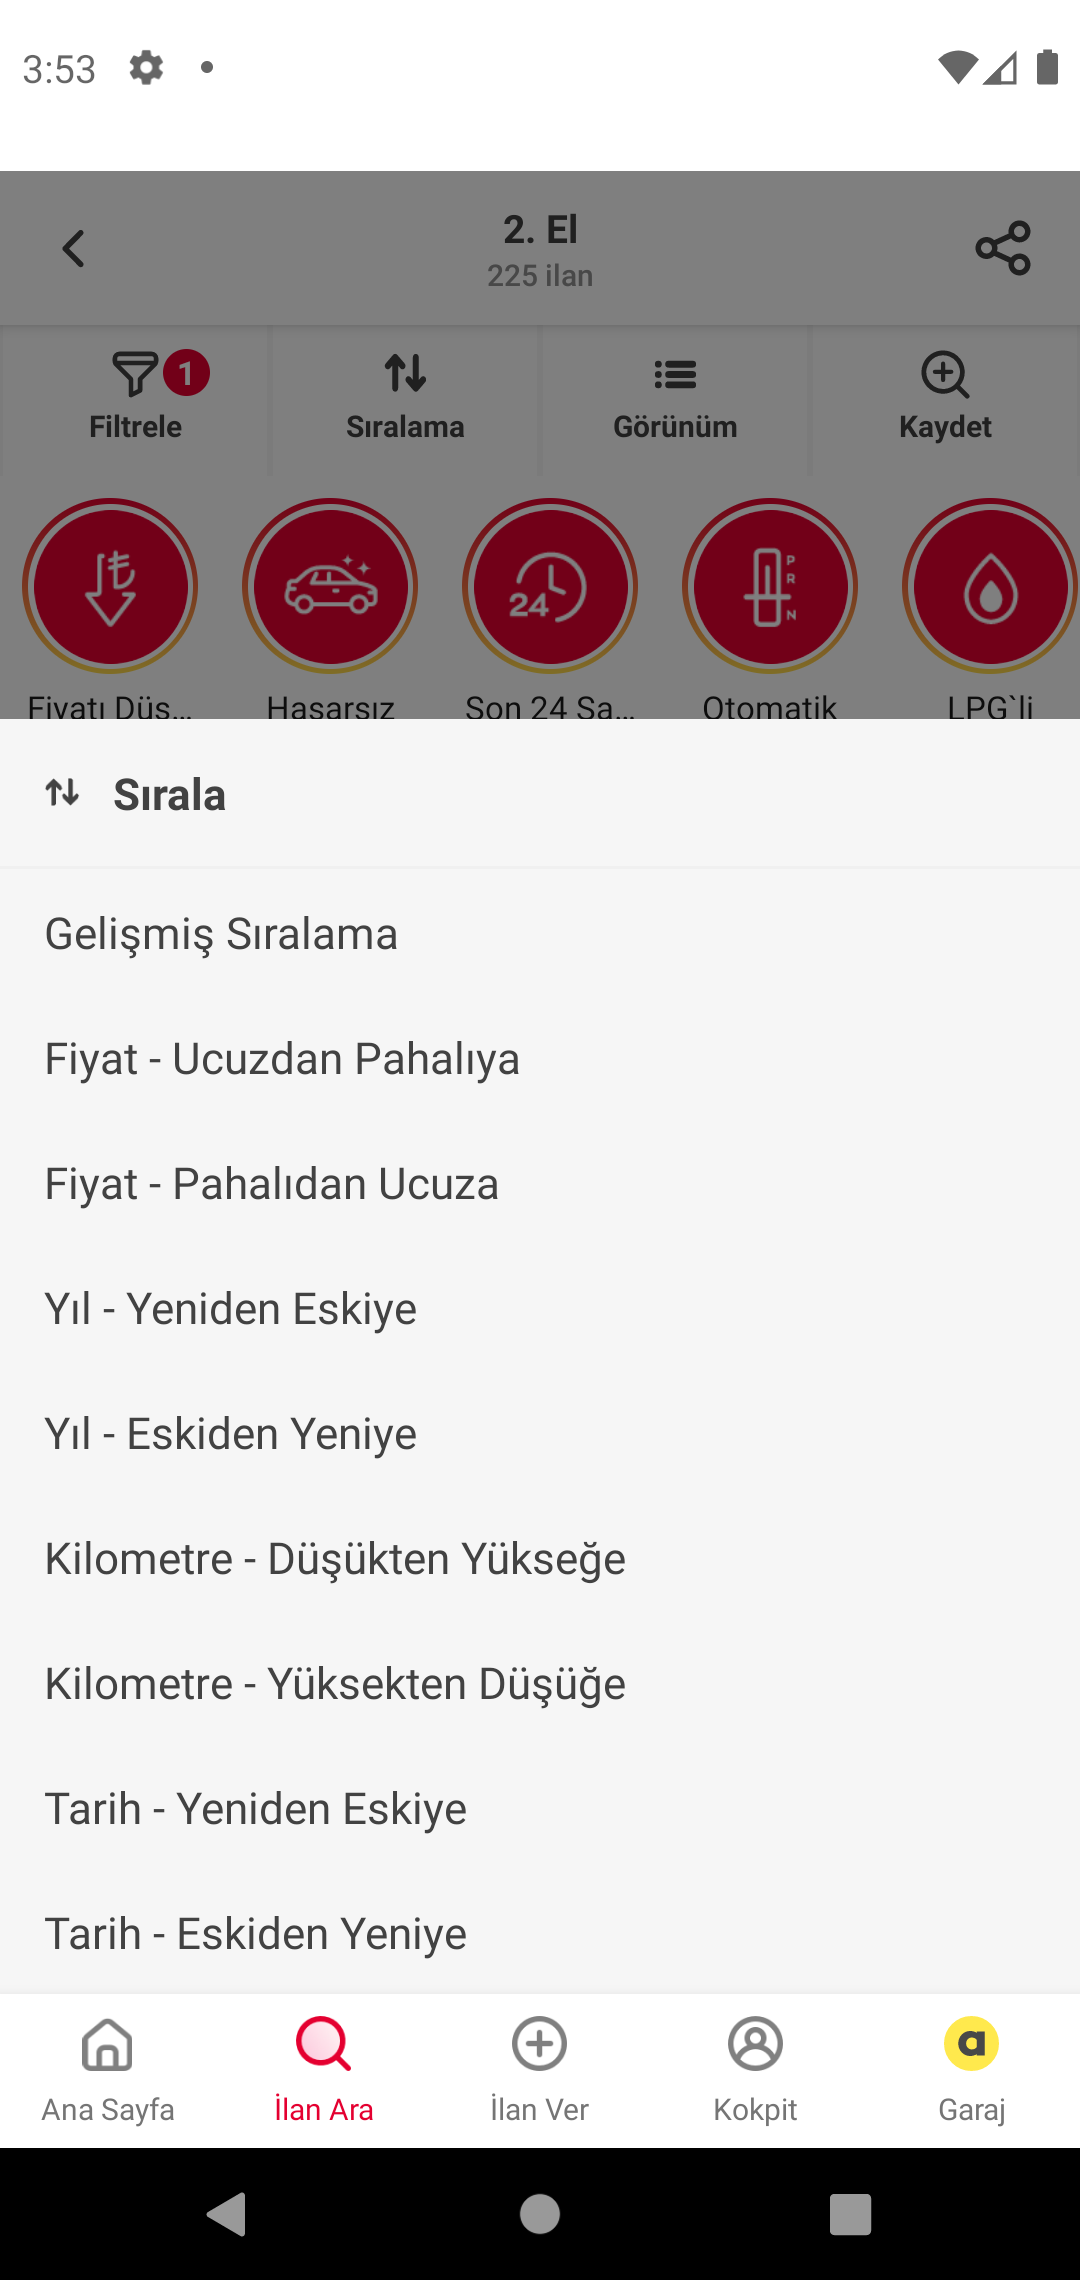 3:53
2. El
225 ilan
1
Filtrele
Sıralama
Görünüm
Kaydet
24
P
R
N
Fiyatı Düş...
Hasarsız
Son 24 Sa...
Otomatik
LPG`li
Sırala
Gelişmiş Sıralama
Fiyat - Ucuzdan Pahalıya
Fiyat - Pahalıdan Ucuza
Yıl - Yeniden Eskiye
Yıl - Eskiden Yeniye
Kilometre - Düşükten Yükseğe
Kilometre - Yüksekten Düşüğe
Tarih - Yeniden Eskiye
Tarih - Eskiden Yeniye
a
Ana Sayfa
İlan Ara
İlan Ver
Kokpit
Garaj